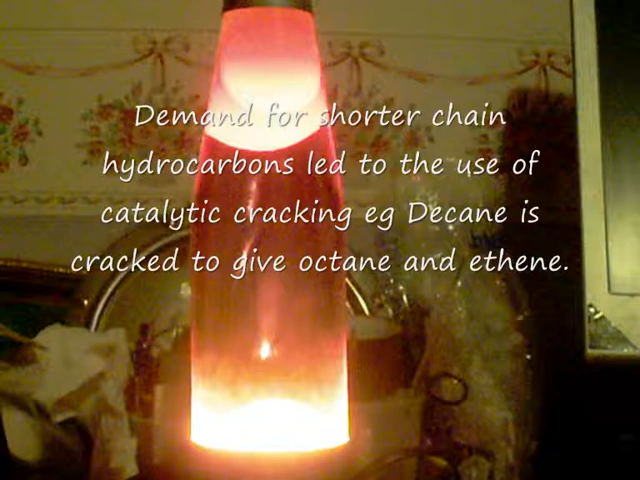 Demand for shorter chain
hydrocarbons led to the use of
catalytic cracking eg Decane is
cracked to give octane and ethene.